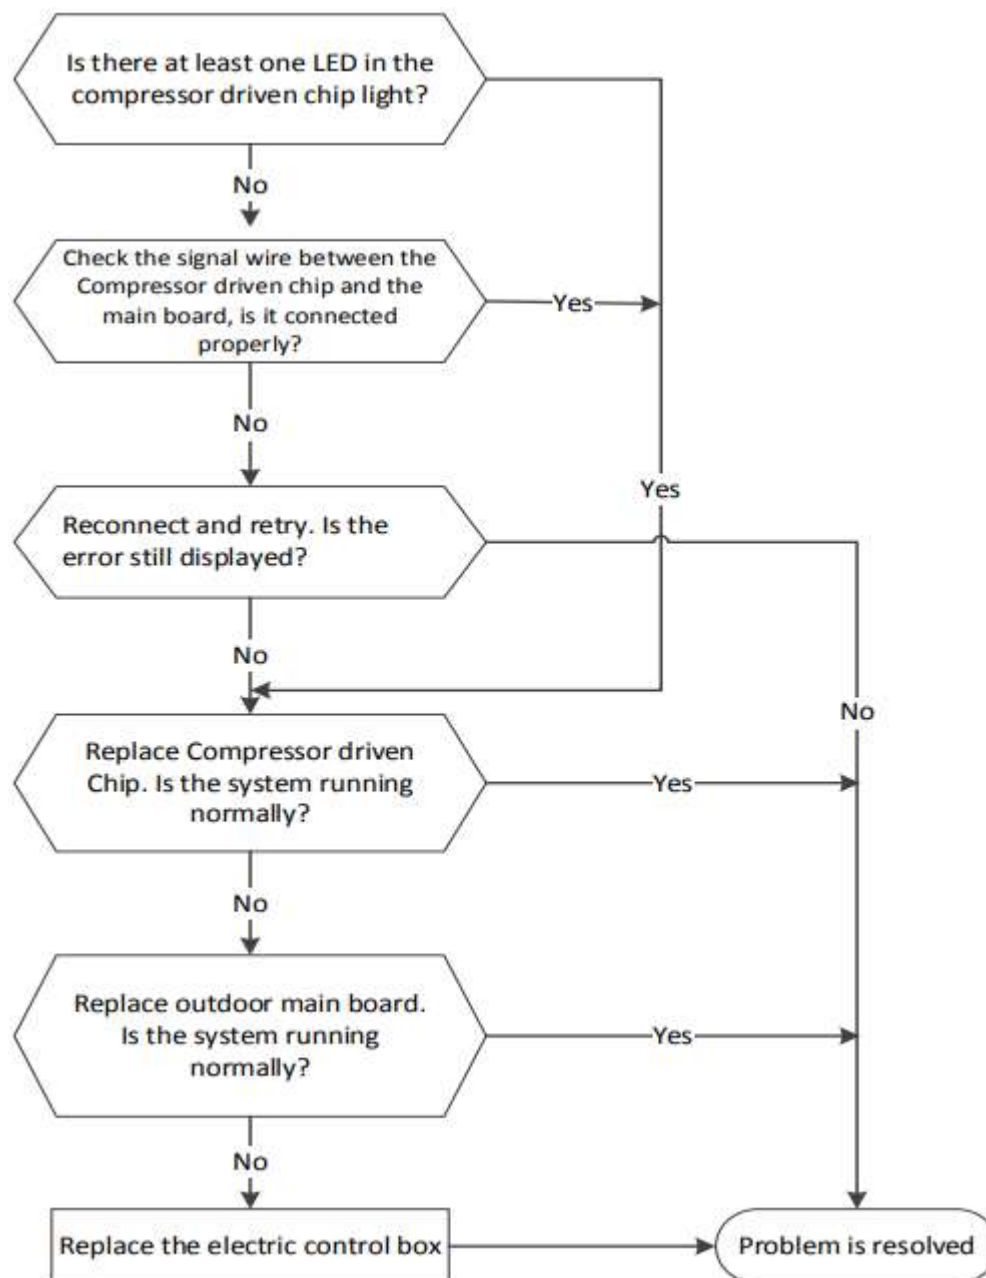 Is there at least one LED in the
compressor driven chip light?
No
Check the signal wire between the
Compressor driven chip and the
main board, is it connected
properly?
Yes
No
Yes
Reconnect and retry. Is the
error still displayed?
No
No
Replace Compressor driven
Chip. Is the system running
normally?
Yes
No
Replace outdoor main board.
Is the system running
normally?
Yes
No
Replace the electric control box
Problem is resolved